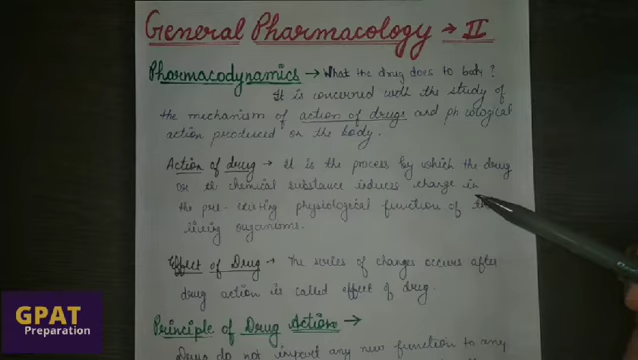 General Pharmacology → II
Pharmacodynamics → What the drug does to body?
It is concerned with the study of
the mechanism of action of drugs and ph cological
action produced on the body.
Action of drug → It is the process by which the drug
or a chemical substance induces change in
the pre-existing physiological function of
living organisms.
Effect of Drug → The series of changes occurs after
drug action is called effect of drug.
Principle of Drug Action →
Drug do not impart any new function to any
GPAT
Preparation